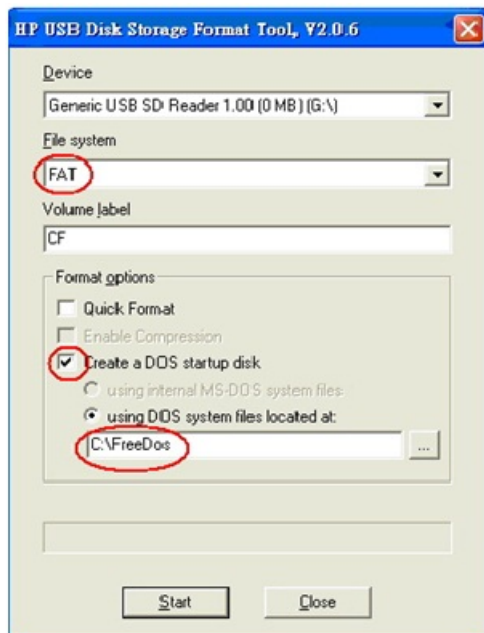 HP USB Disk Storage Format Tool, V2.0.6
Device
Generic USB SD Reader 1.00 (0 MB) (G:\)
File system
FAT
Volume label
CF
Format options
Quick Format
Enable Compression
Create a DOS startup disk
using internal MS-DOS system files
using DOS system files located at:
C:\FreeDos
...
Start
Close